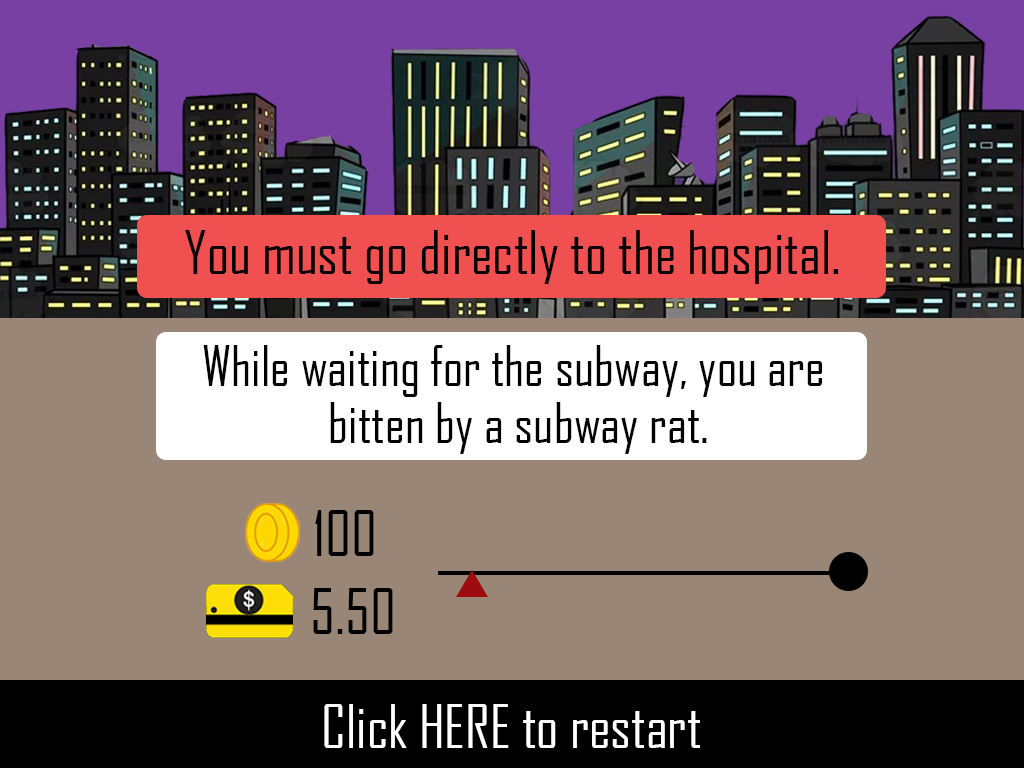 You must go directly to the hospital.
While waiting for the subway, you are
bitten by a subway rat.
100
$
5.50
Click HERE to restart